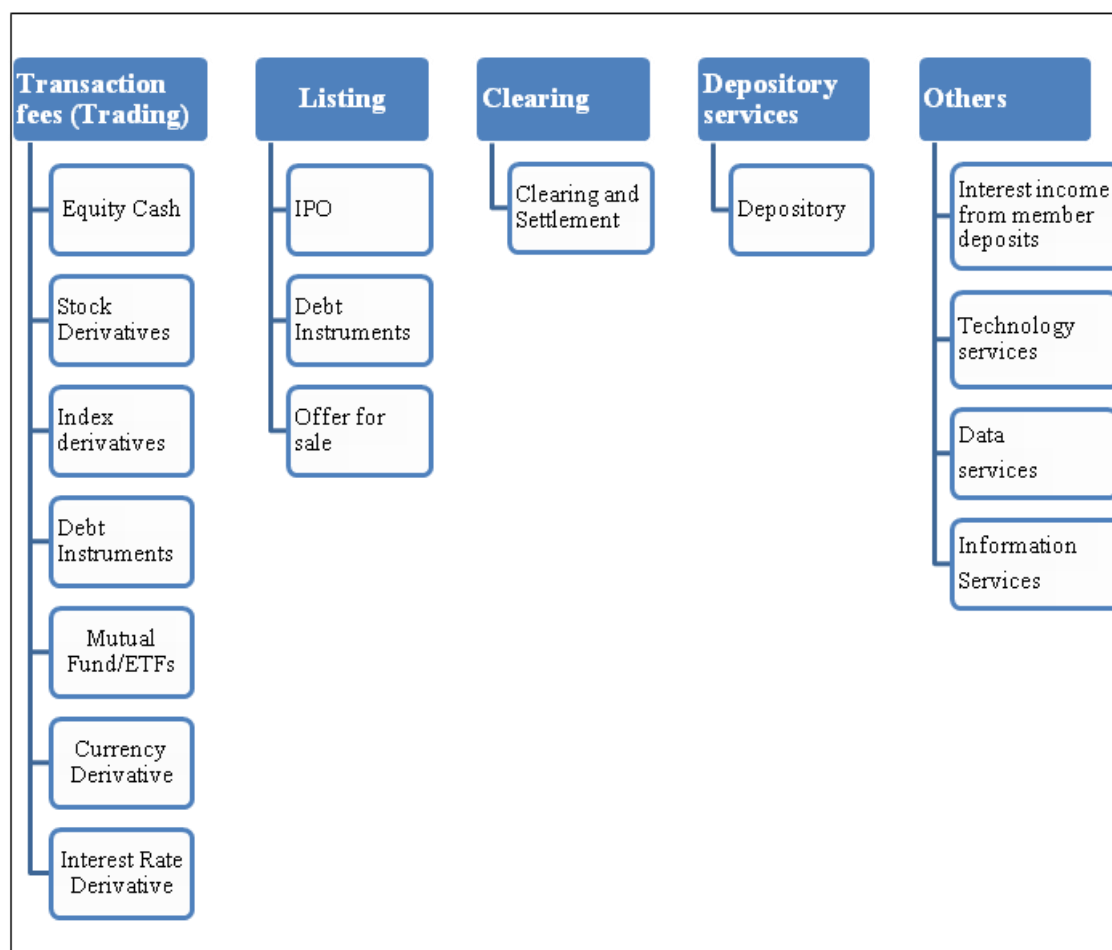 Transaction
fees (Trading)
Equity Cash
Stock
Derivatives
Index
derivatives
Debt
Instruments
Mutual
Fund/ETFs
Currency
Derivative
Interest Rate
Derivative
Listing
IPO
Debt
Instruments
Offer for
sale
Clearing
Clearing and
Settlement
Depository
services
Depository
Others
Interest income
from member
deposits
Technology
services
Data
services
Information
Services